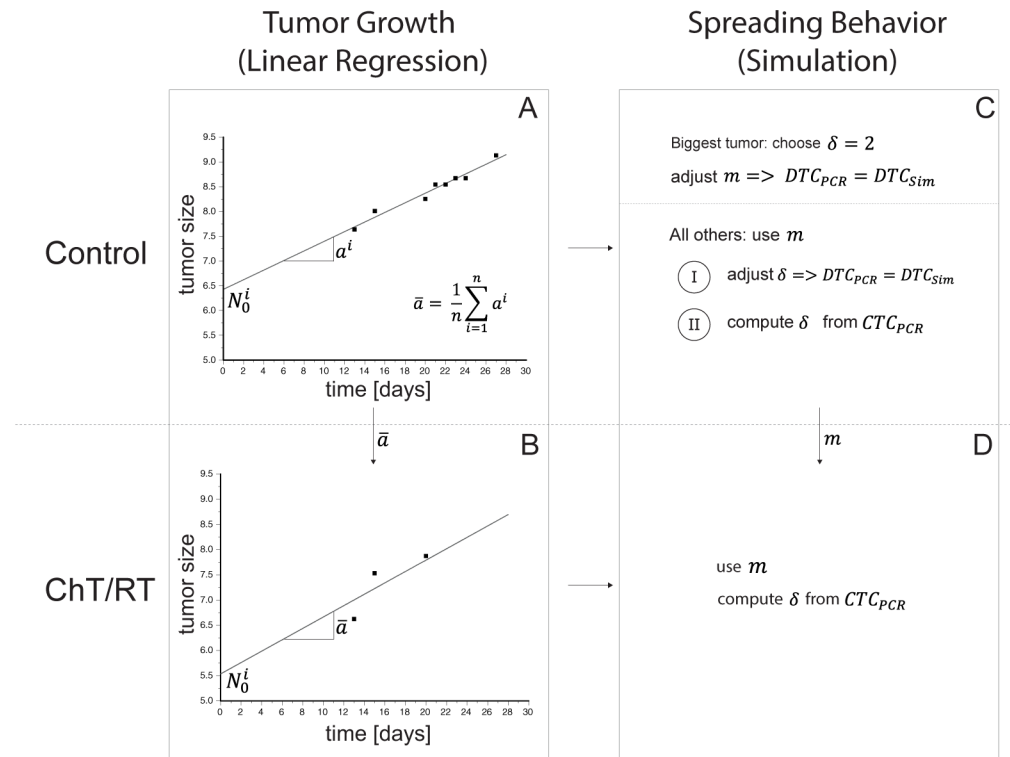 Tumor Growth
(Linear Regression)
Spreading Behavior
(Simulation)
Control
A
tumor size
9.5
9.0
8.5
8.0
7.5
7.0
6.5
6.0
5.5
5.0
a^i
N_0^i
ā = 1/n ∑_{i=1}^{n} a^i
0 2 4 6 8 10 12 14 16 18 20 22 24 26 28 30
time [days]
C
Biggest tumor: choose δ = 2
adjust m => DTC_PCR = DTC_Sim
All others: use m
I adjust δ => DTC_PCR = DTC_Sim
II compute δ from CTC_PCR
ā
m
ChT/RT
B
tumor size
9.5
9.0
8.5
8.0
7.5
7.0
6.5
6.0
5.5
5.0
ā
N_0^i
0 2 4 6 8 10 12 14 16 18 20 22 24 26 28 30
time [days]
D
use m
compute δ from CTC_PCR